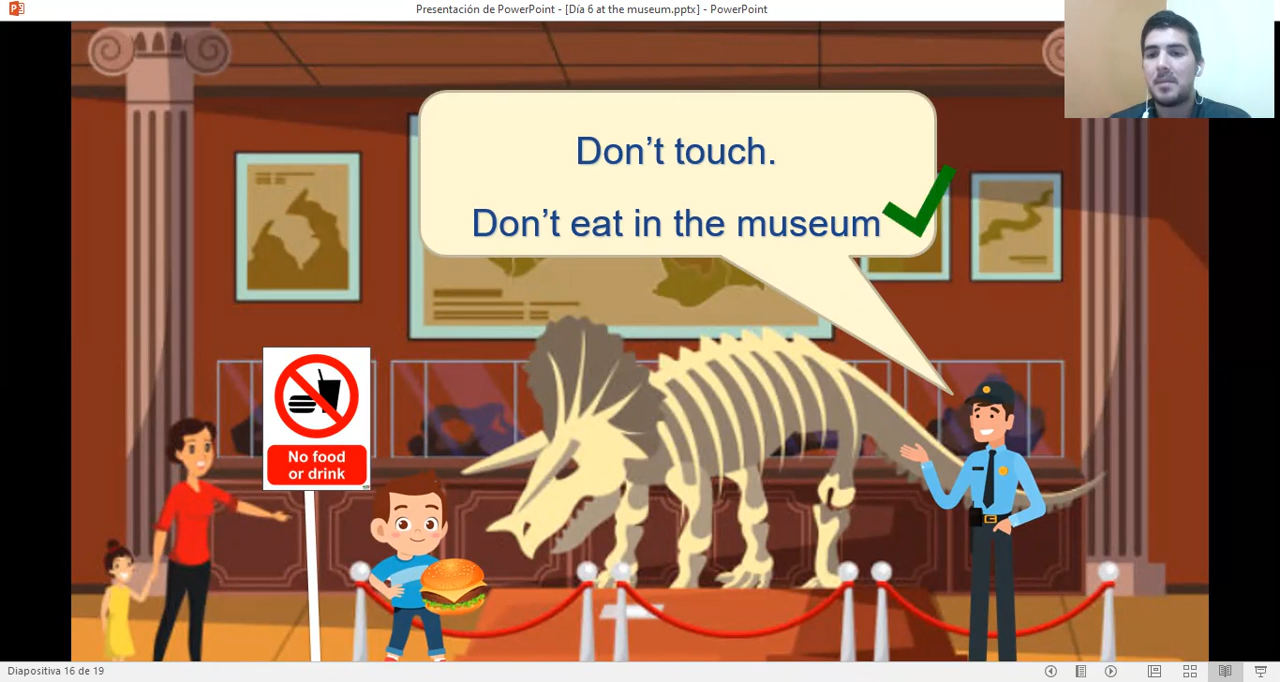 Presentación de PowerPoint - [Día 6 at the museum.pptx] - PowerPoint
Don't touch.
Don't eat in the museum
No food
or drink
Diapositiva 16 de 19